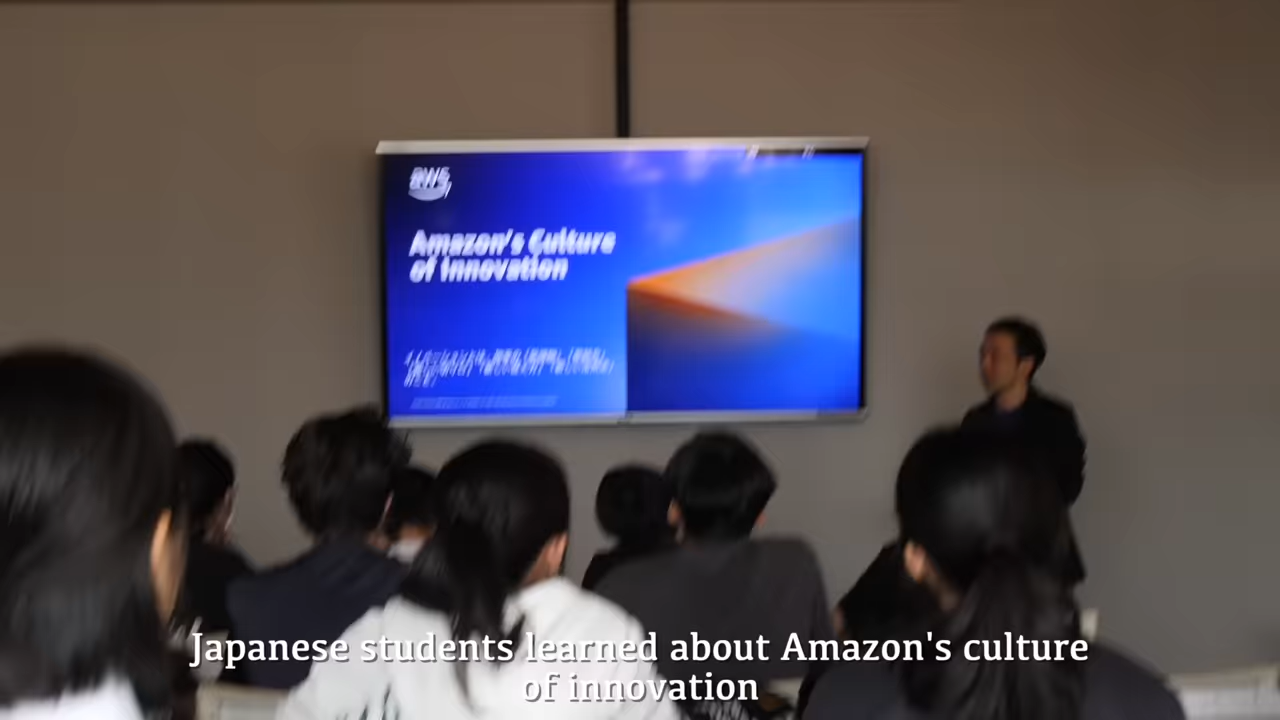 aws
Amazon's Culture
of Innovation
Japanese students learned about Amazon's culture
of innovation